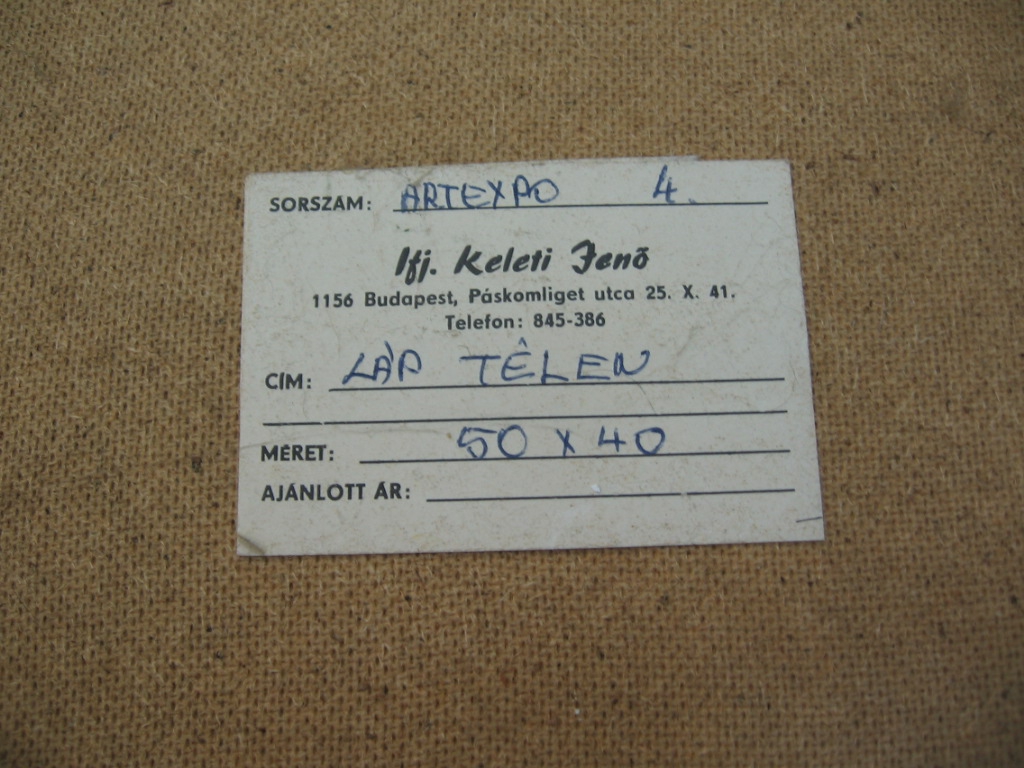 SORSZÁM: ARTEXPO 4.
Ifj. Keleti Jenő
1156 Budapest, Páskomliget utca 25. X. 41.
Telefon: 845-386
CÍM: LÁP TÉLEN
MÉRET: 50 x 40
AJÁNLOTT ÁR: